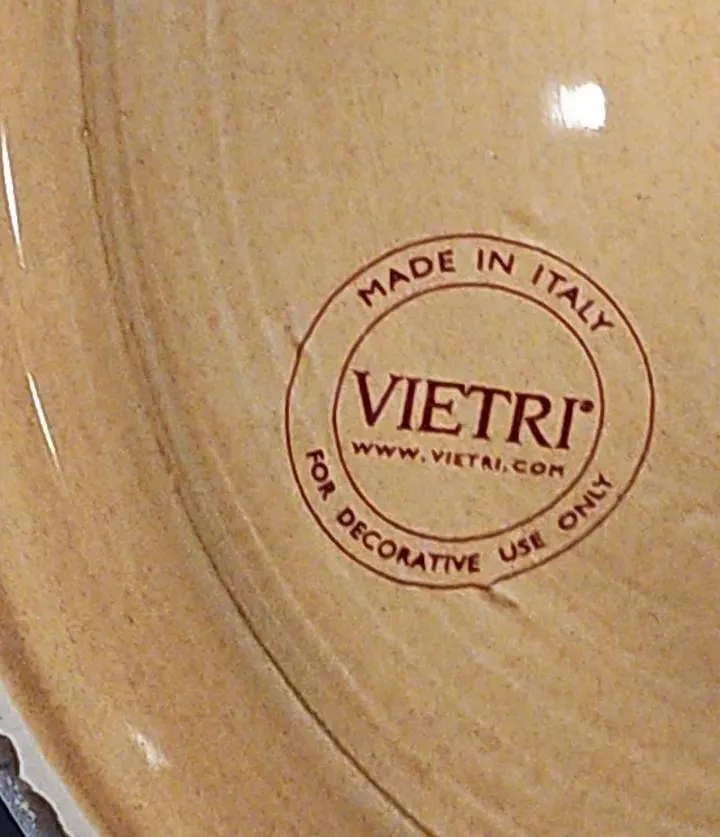 MADE IN ITALY
VIETRI®
WWW.VIETRI.COM
FOR DECORATIVE USE ONLY